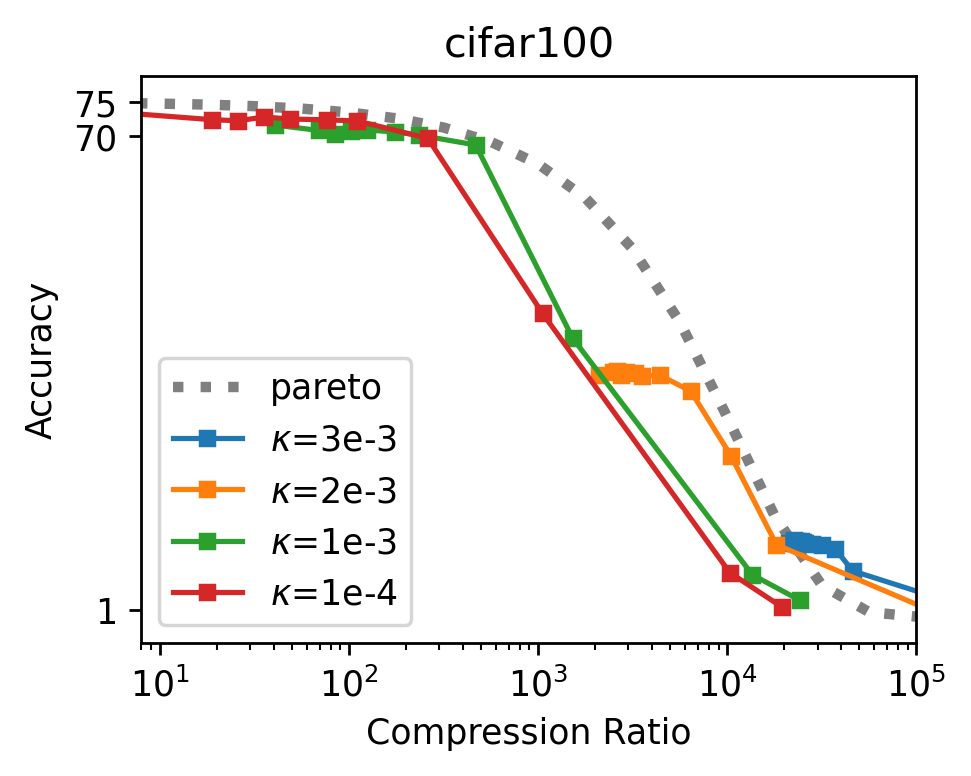 cifar100
75
70
1
Accuracy
pareto
κ=3e-3
κ=2e-3
κ=1e-3
κ=1e-4
10¹ 10² 10³ 10⁴ 10⁵
Compression Ratio